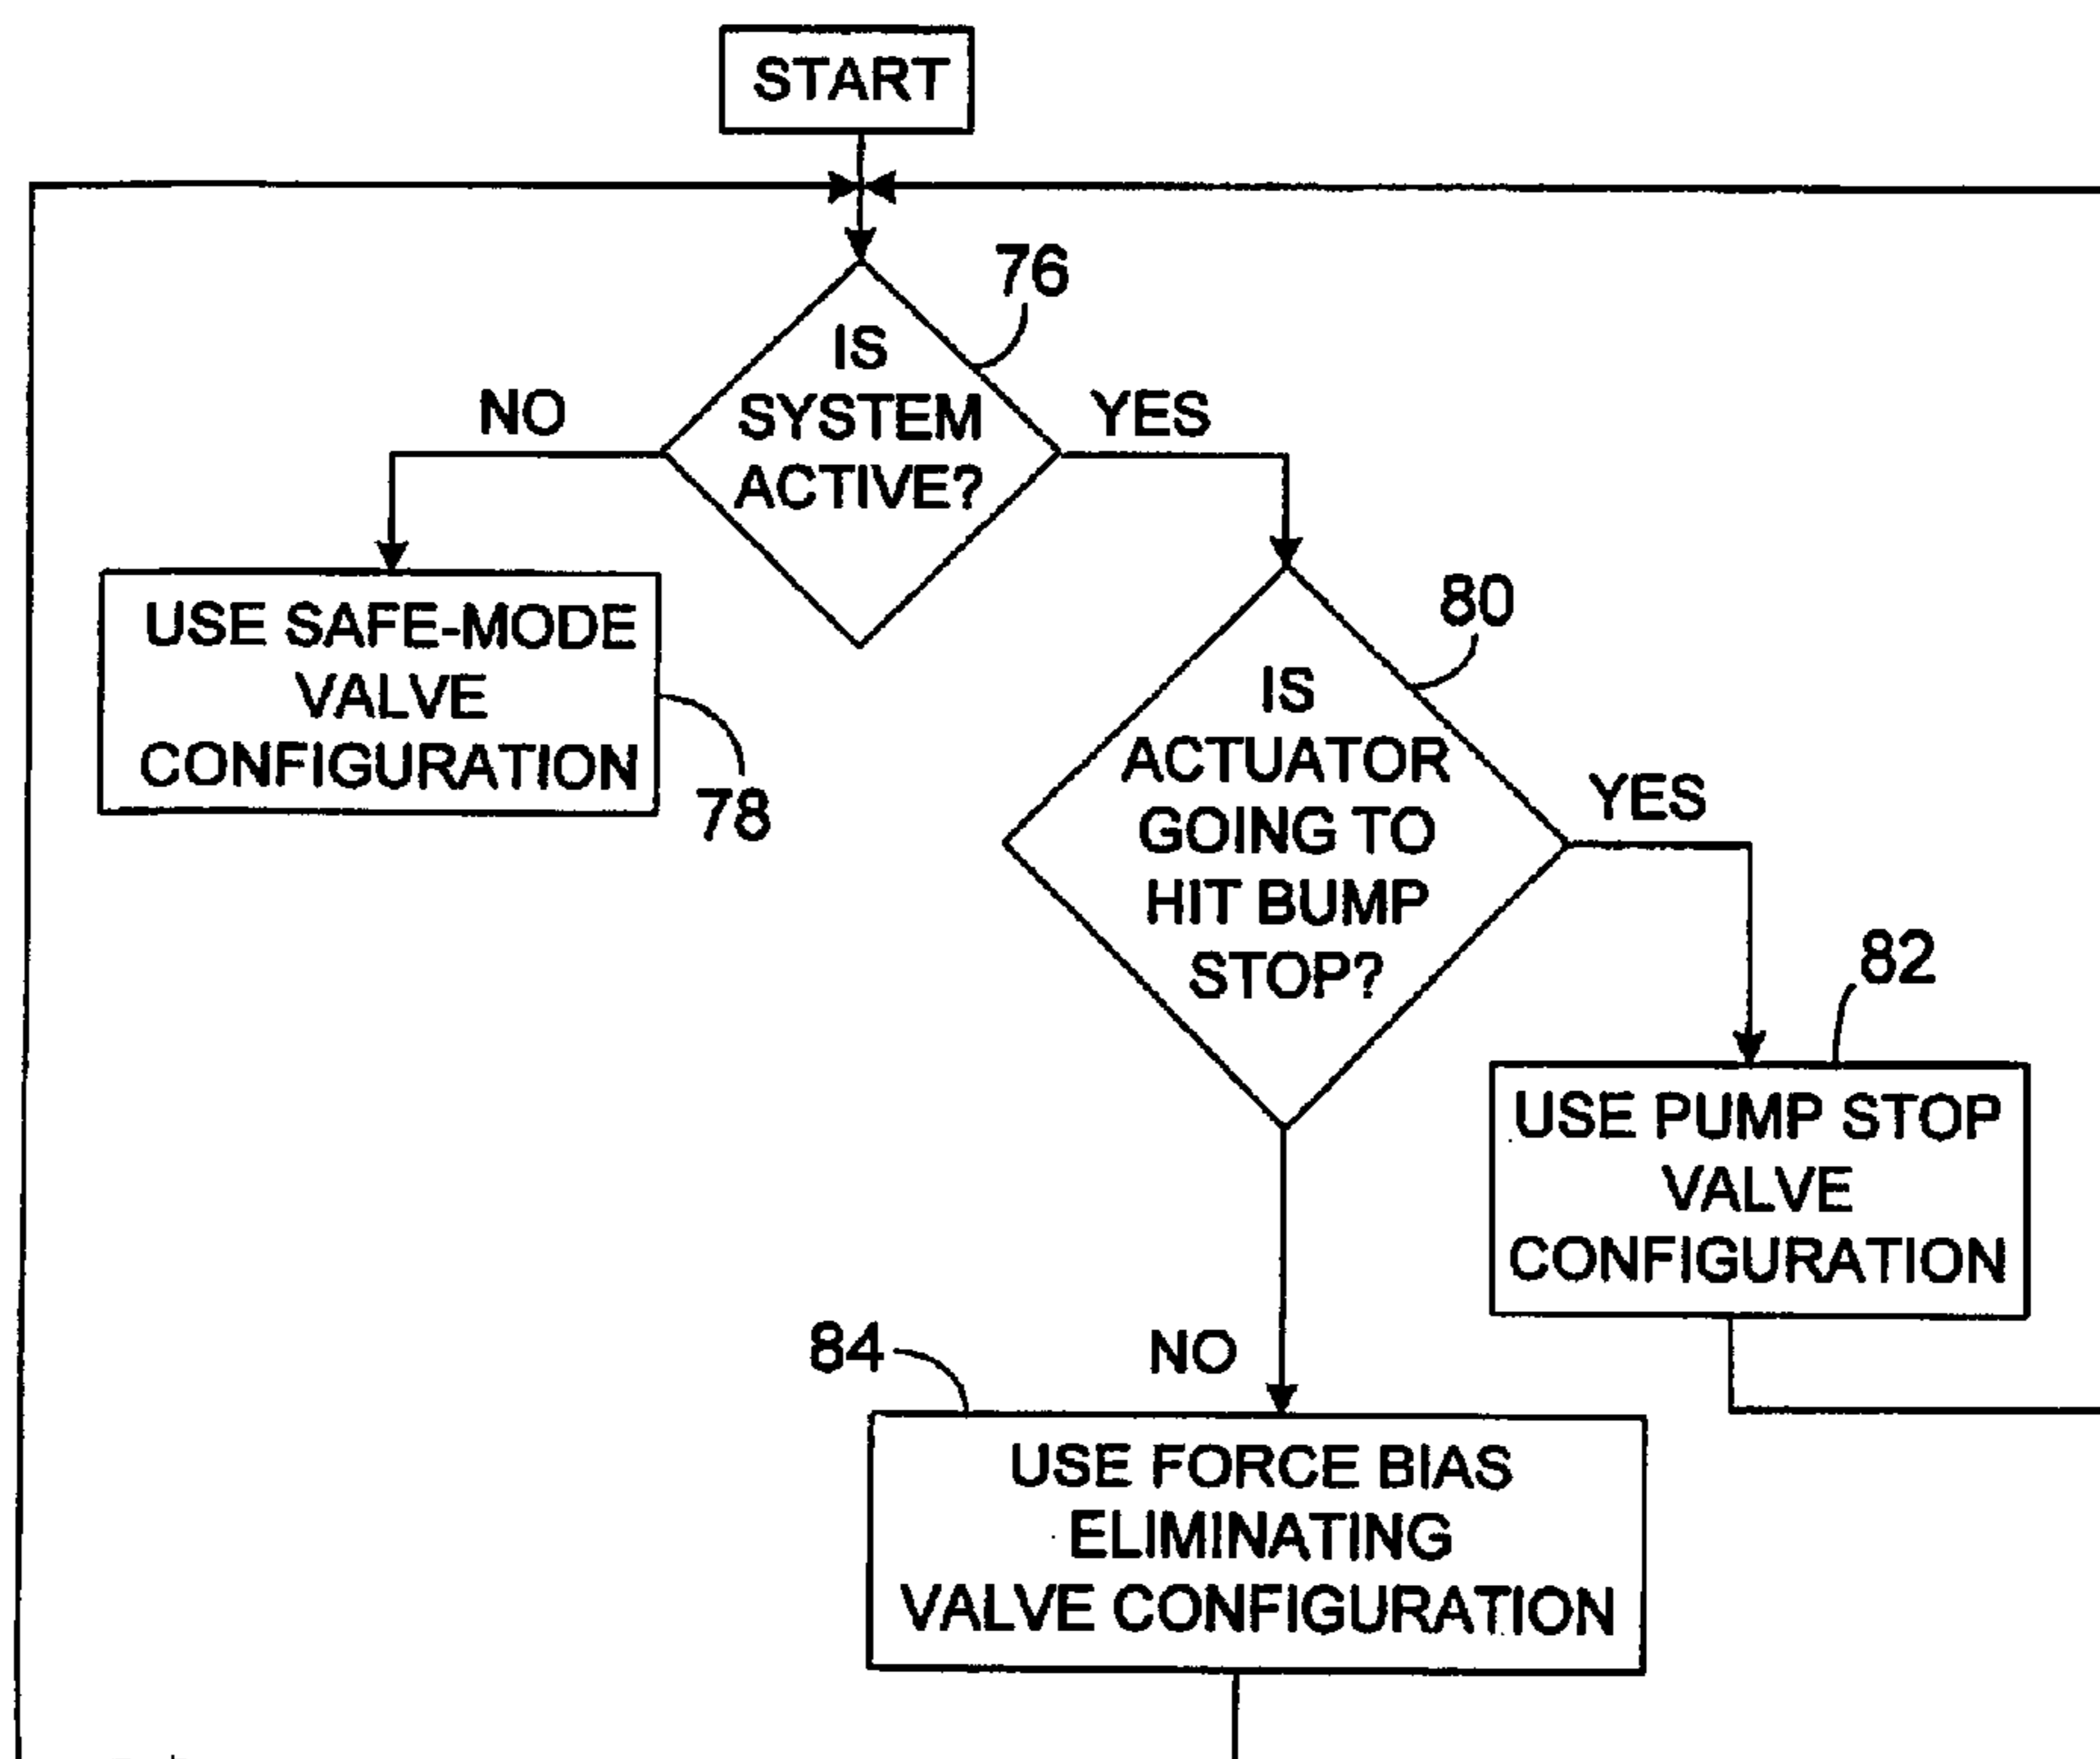 START
76
IS
SYSTEM
ACTIVE?
NO
YES
USE SAFE-MODE
VALVE
CONFIGURATION
78
80
IS
ACTUATOR
GOING TO
HIT BUMP
STOP?
YES
82
USE PUMP STOP
VALVE
CONFIGURATION
NO
84
USE FORCE BIAS
ELIMINATING
VALVE CONFIGURATION